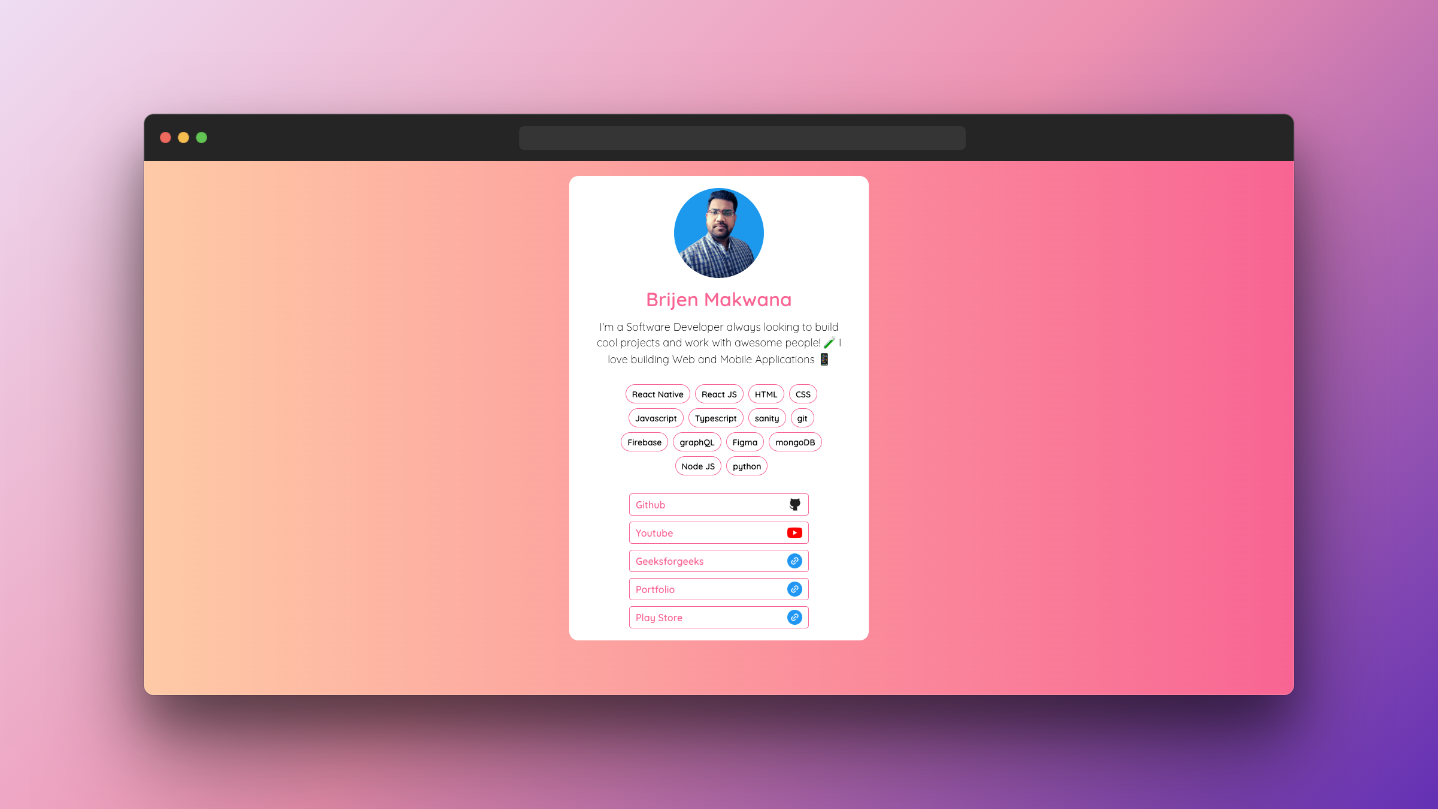 Brijen Makwana
I'm a Software Developer always looking to build
cool projects and work with awesome people! 🧪 I
love building Web and Mobile Applications 📱
React Native React JS HTML CSS
Javascript Typescript sanity git
Firebase graphQL Figma mongoDB
Node JS python
Github
Youtube
Geeksforgeeks
Portfolio
Play Store